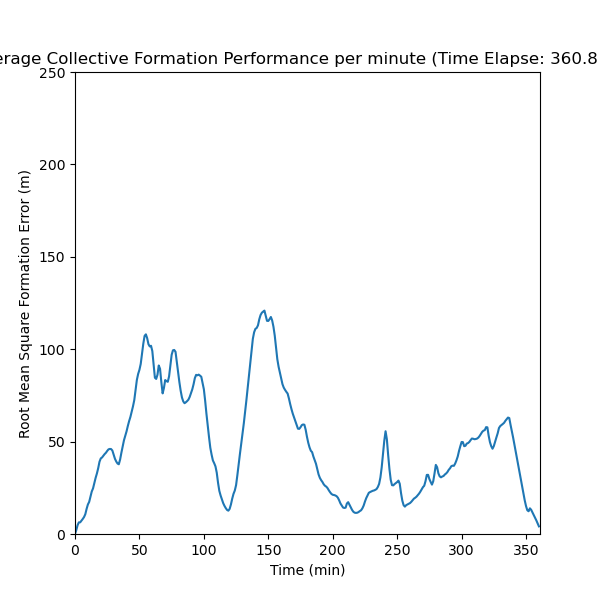 erage Collective Formation Performance per minute (Time Elapse: 360.8
250
200
150
100
50
0
Root Mean Square Formation Error (m)
0 50 100 150 200 250 300 350
Time (min)